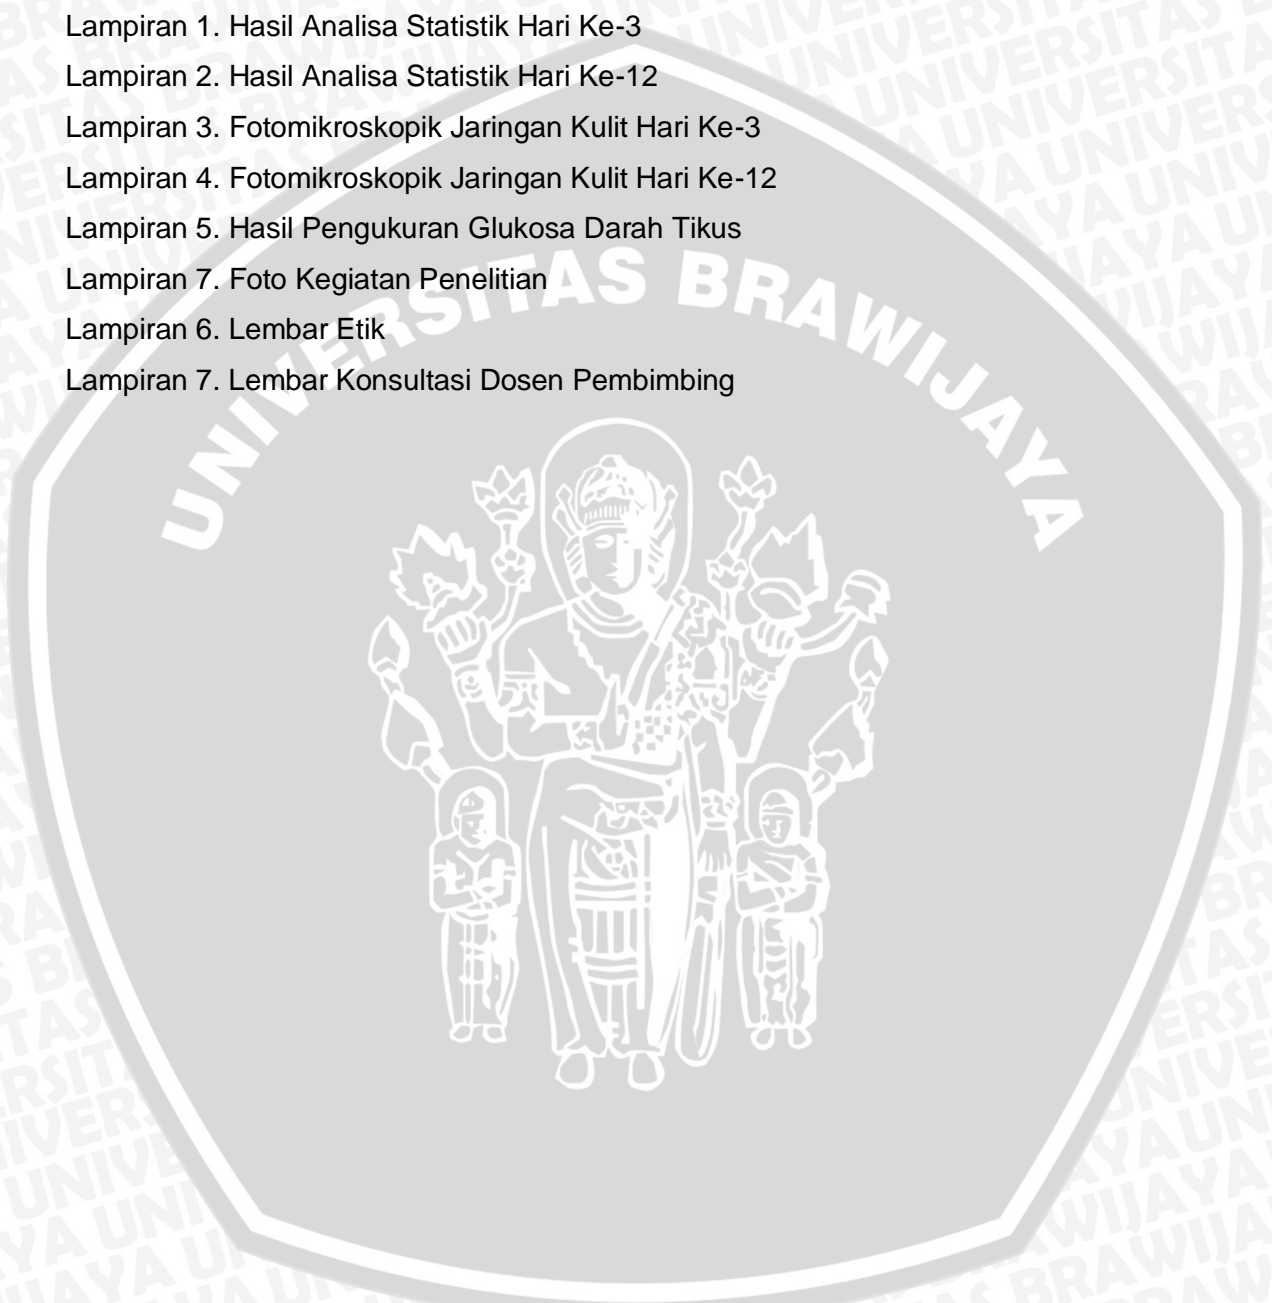 Lampiran 1. Hasil Analisa Statistik Hari Ke-3
Lampiran 2. Hasil Analisa Statistik Hari Ke-12
Lampiran 3. Fotomikroskopik Jaringan Kulit Hari Ke-3
Lampiran 4. Fotomikroskopik Jaringan Kulit Hari Ke-12
Lampiran 5. Hasil Pengukuran Glukosa Darah Tikus
Lampiran 7. Foto Kegiatan Penelitian
Lampiran 6. Lembar Etik
Lampiran 7. Lembar Konsultasi Dosen Pembimbing
UNIVERSITAS BRAWIJAYA